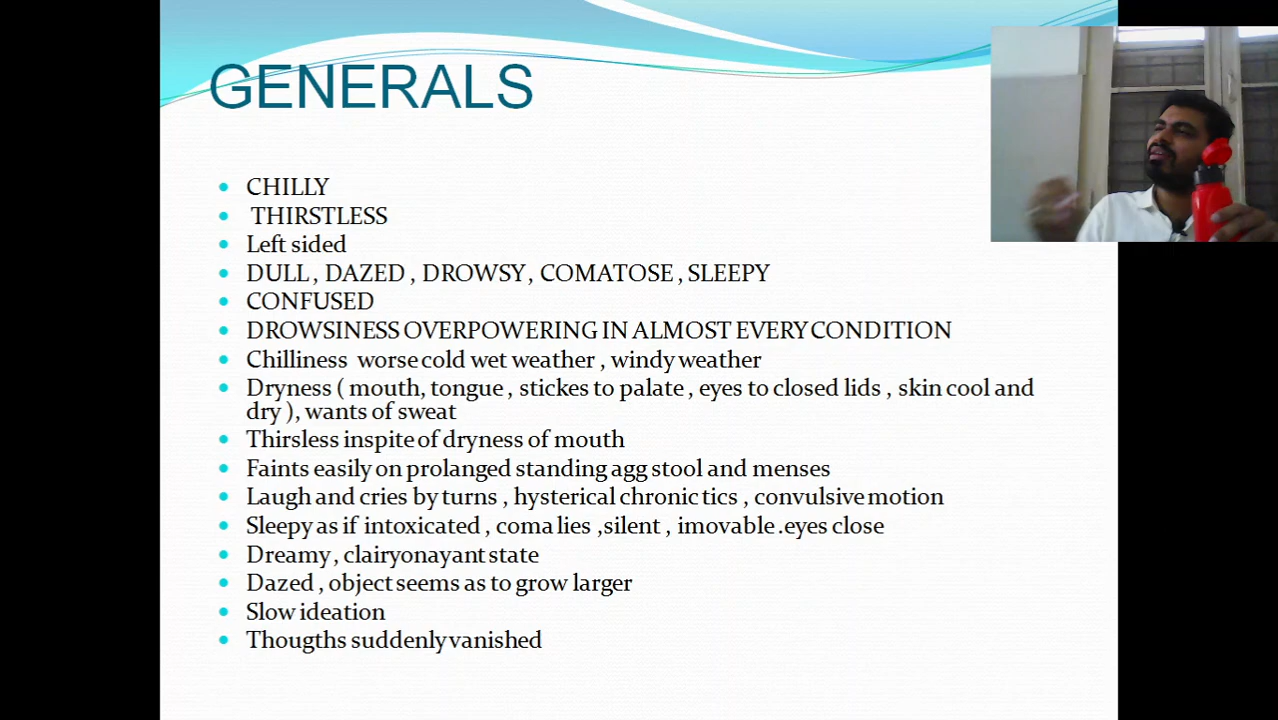 GENERALS
• CHILLY
• THIRSTLESS
• Left sided
• DULL , DAZED , DROWSY , COMATOSE , SLEEPY
• CONFUSED
• DROWSINESS OVERPOWERING IN ALMOST EVERY CONDITION
• Chilliness worse cold wet weather , windy weather
• Dryness ( mouth, tongue , stickes to palate , eyes to closed lids , skin cool and
dry ), wants of sweat
• Thirsless inspite of dryness of mouth
• Faints easily on prolanged standing agg stool and menses
• Laugh and cries by turns , hysterical chronic tics , convulsive motion
• Sleepy as if intoxicated , coma lies ,silent , imovable .eyes close
• Dreamy , clairyonayant state
• Dazed , object seems as to grow larger
• Slow ideation
• Thougths suddenly vanished